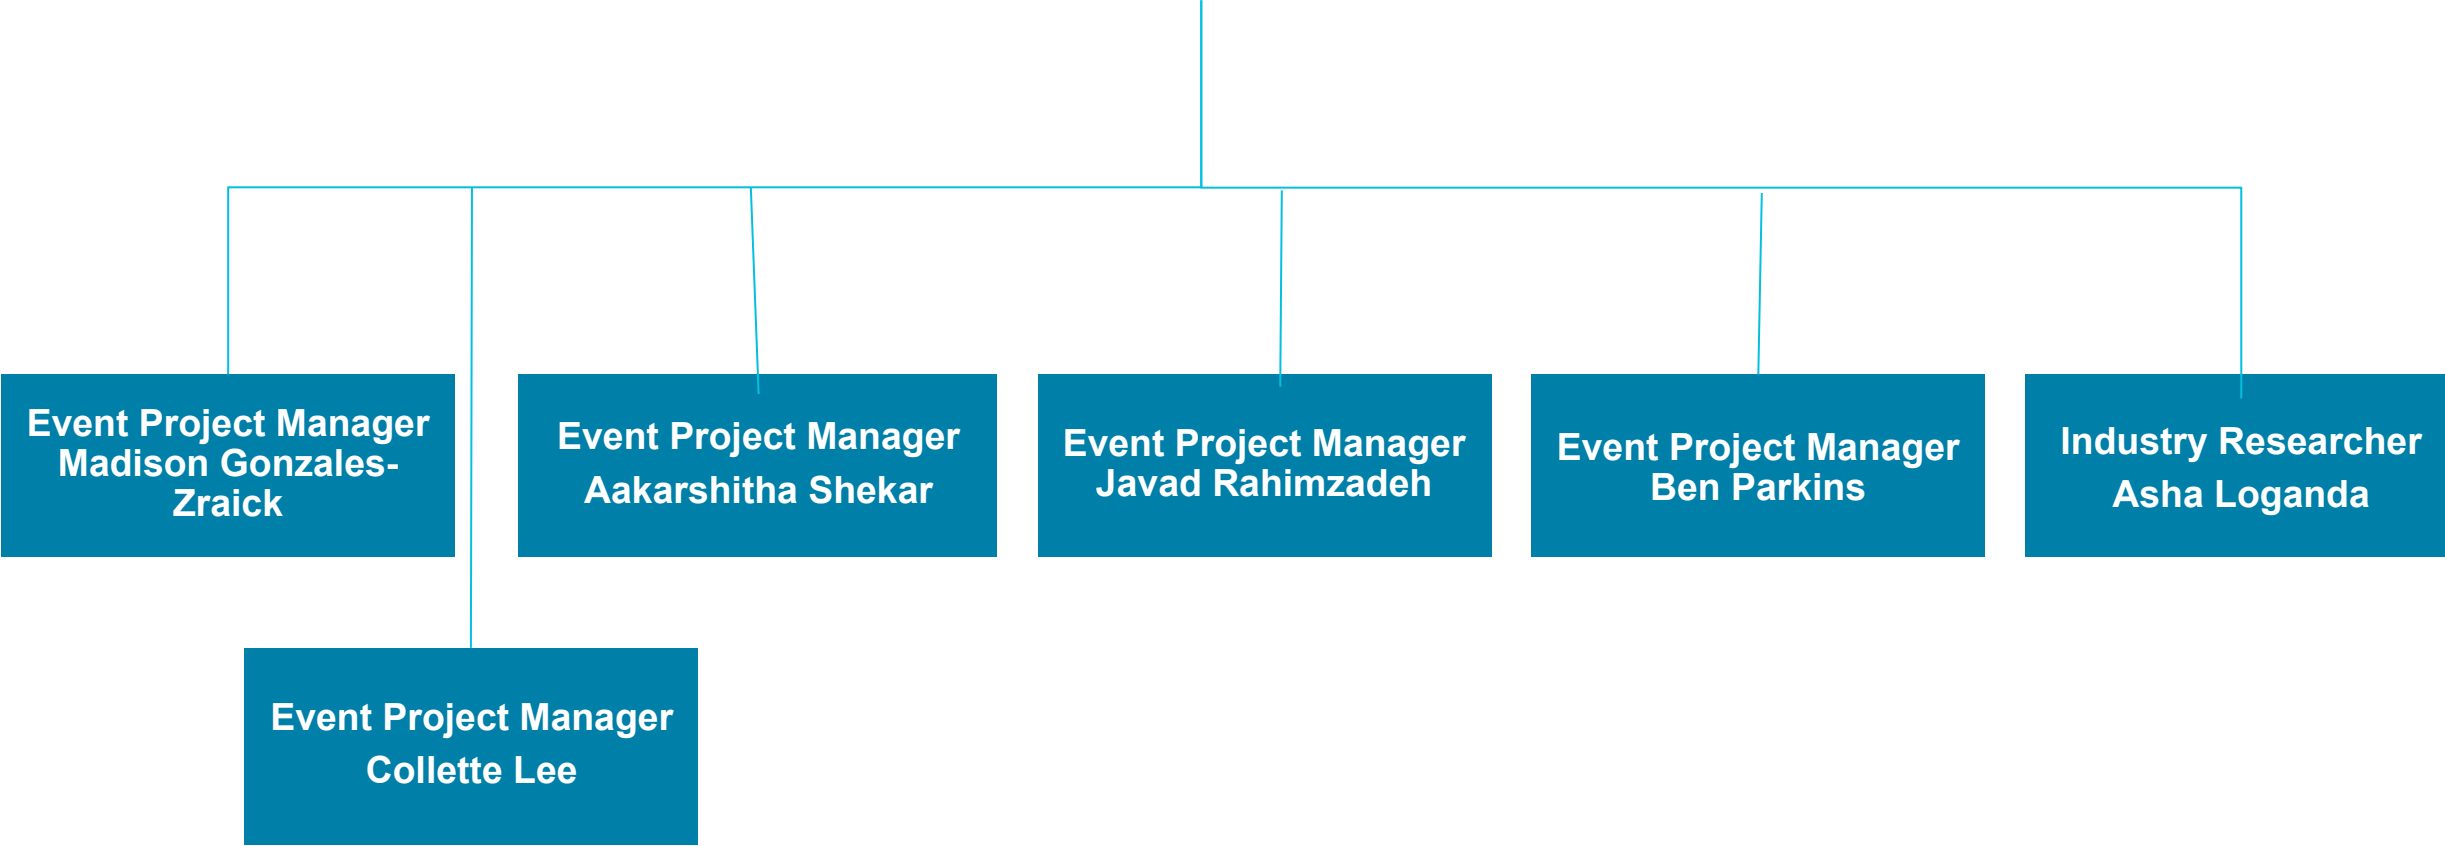 Event Project Manager
Madison Gonzales-
Zraick
Event Project Manager
Aakarshitha Shekar
Event Project Manager
Javad Rahimzadeh
Event Project Manager
Ben Parkins
Industry Researcher
Asha Loganda
Event Project Manager
Collette Lee